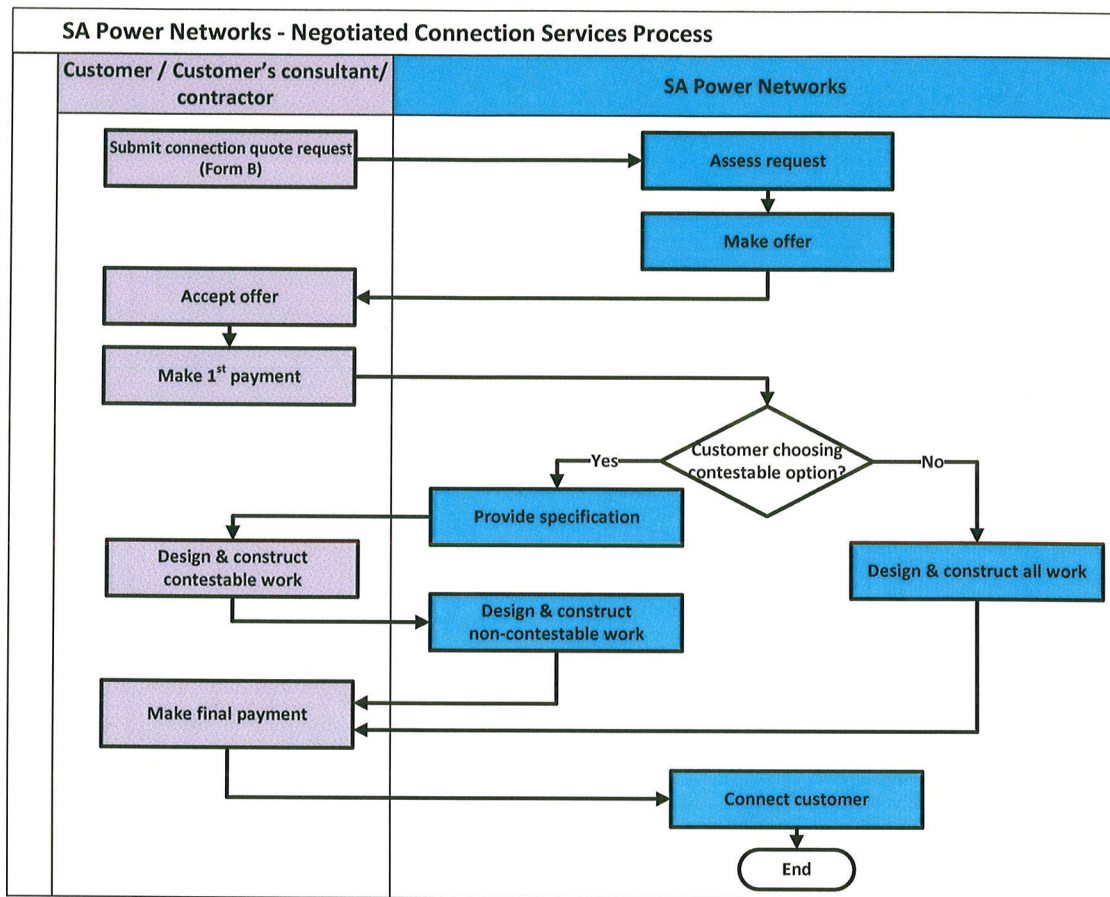 SA Power Networks - Negotiated Connection Services Process
Customer / Customer's consultant/
contractor
SA Power Networks
Submit connection quote request
(Form B)
Assess request
Make offer
Accept offer
Make 1st payment
Customer choosing
contestable option?
Yes
No
Provide specification
Design & construct
contestable work
Design & construct all work
Design & construct
non-contestable work
Make final payment
Connect customer
End